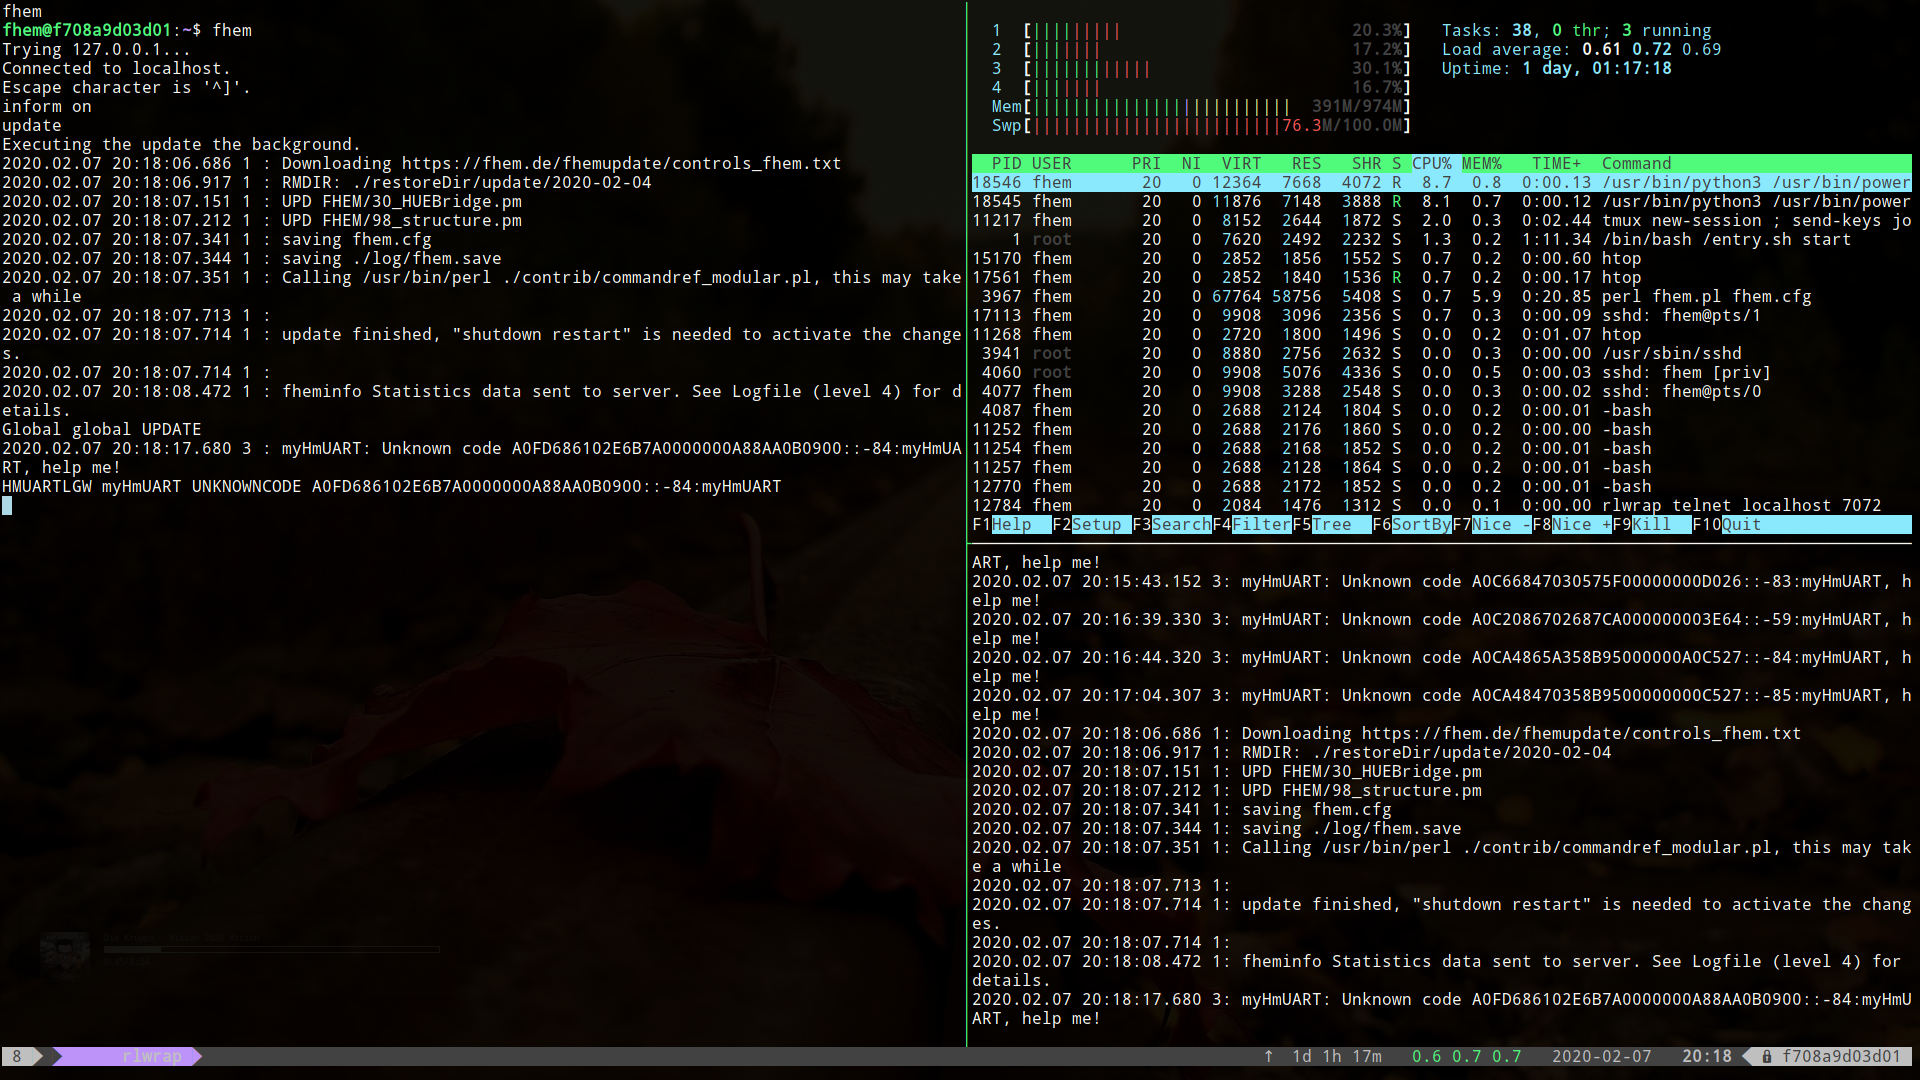 fhem
fhem@f708a9d03d01:~$ fhem
Trying 127.0.0.1...
Connected to localhost.
Escape character is '^]'.
inform on
update
Executing the update the background.
2020.02.07 20:18:06.686 1 : Downloading https://fhem.de/fhemupdate/controls_fhem.txt
2020.02.07 20:18:06.917 1 : RMDIR: ./restoreDir/update/2020-02-04
2020.02.07 20:18:07.151 1 : UPD FHEM/30_HUEBridge.pm
2020.02.07 20:18:07.212 1 : UPD FHEM/98_structure.pm
2020.02.07 20:18:07.341 1 : saving fhem.cfg
2020.02.07 20:18:07.344 1 : saving ./log/fhem.save
2020.02.07 20:18:07.351 1 : Calling /usr/bin/perl ./contrib/commandref_modular.pl, this may take
 a while
2020.02.07 20:18:07.713 1 :
2020.02.07 20:18:07.714 1 : update finished, "shutdown restart" is needed to activate the change
s.
2020.02.07 20:18:07.714 1 :
2020.02.07 20:18:08.472 1 : fheminfo Statistics data sent to server. See Logfile (level 4) for d
etails.
Global global UPDATE
2020.02.07 20:18:17.680 3 : myHmUART: Unknown code A0FD686102E6B7A0000000A88AA0B0900::-84:myHmUA
RT, help me!
HMUARTLGW myHmUART UNKNOWNCODE A0FD686102E6B7A0000000A88AA0B0900::-84:myHmUART
1 [|||||||||                       20.3%]
2 [|||||||                         17.2%]
3 [||||||||||||                    30.1%]
4 [|||||||                         16.7%]
Mem[||||||||||||||||||||||||||  391M/974M]
Swp[|||||||||||||||||||||||||76.3M/100.0M]
Tasks: 38, 0 thr; 3 running
Load average: 0.61 0.72 0.69
Uptime: 1 day, 01:17:18
PID USER PRI NI VIRT RES SHR S CPU% MEM% TIME+ Command
18546 fhem 20 0 12364 7668 4072 R 8.7 0.8 0:00.13 /usr/bin/python3 /usr/bin/power
18545 fhem 20 0 11876 7148 3888 R 8.1 0.7 0:00.12 /usr/bin/python3 /usr/bin/power
11217 fhem 20 0 8152 2644 1872 S 2.0 0.3 0:02.44 tmux new-session ; send-keys jo
1 root 20 0 7620 2492 2232 S 1.3 0.2 1:11.34 /bin/bash /entry.sh start
15170 fhem 20 0 2852 1856 1552 S 0.7 0.2 0:00.60 htop
17561 fhem 20 0 2852 1840 1536 R 0.7 0.2 0:00.17 htop
3967 fhem 20 0 67764 58756 5408 S 0.7 5.9 0:20.85 perl fhem.pl fhem.cfg
17113 fhem 20 0 9908 3096 2356 S 0.7 0.3 0:00.09 sshd: fhem@pts/1
11268 fhem 20 0 2720 1800 1496 S 0.0 0.2 0:01.07 htop
3941 root 20 0 8880 2756 2632 S 0.0 0.3 0:00.00 /usr/sbin/sshd
4060 root 20 0 9908 5076 4336 S 0.0 0.5 0:00.03 sshd: fhem [priv]
4077 fhem 20 0 9908 3288 2548 S 0.0 0.3 0:00.02 sshd: fhem@pts/0
4087 fhem 20 0 2688 2124 1804 S 0.0 0.2 0:00.01 -bash
11252 fhem 20 0 2688 2176 1860 S 0.0 0.2 0:00.00 -bash
11254 fhem 20 0 2688 2168 1852 S 0.0 0.2 0:00.01 -bash
11257 fhem 20 0 2688 2128 1864 S 0.0 0.2 0:00.01 -bash
12770 fhem 20 0 2688 2172 1852 S 0.0 0.2 0:00.01 -bash
12784 fhem 20 0 2084 1476 1312 S 0.0 0.1 0:00.00 rlwrap telnet localhost 7072
F1Help F2Setup F3SearchF4FilterF5Tree F6SortByF7Nice -F8Nice +F9Kill F10Quit
ART, help me!
2020.02.07 20:15:43.152 3: myHmUART: Unknown code A0C66847030575F00000000D026::-83:myHmUART, h
elp me!
2020.02.07 20:16:39.330 3: myHmUART: Unknown code A0C2086702687CA000000003E64::-59:myHmUART, h
elp me!
2020.02.07 20:16:44.320 3: myHmUART: Unknown code A0CA4865A358B95000000A0C527::-84:myHmUART, h
elp me!
2020.02.07 20:17:04.307 3: myHmUART: Unknown code A0CA48470358B9500000000C527::-85:myHmUART, h
elp me!
2020.02.07 20:18:06.686 1: Downloading https://fhem.de/fhemupdate/controls_fhem.txt
2020.02.07 20:18:06.917 1: RMDIR: ./restoreDir/update/2020-02-04
2020.02.07 20:18:07.151 1: UPD FHEM/30_HUEBridge.pm
2020.02.07 20:18:07.212 1: UPD FHEM/98_structure.pm
2020.02.07 20:18:07.341 1: saving fhem.cfg
2020.02.07 20:18:07.344 1: saving ./log/fhem.save
2020.02.07 20:18:07.351 1: Calling /usr/bin/perl ./contrib/commandref_modular.pl, this may tak
e a while
2020.02.07 20:18:07.713 1:
2020.02.07 20:18:07.714 1: update finished, "shutdown restart" is needed to activate the chang
es.
2020.02.07 20:18:07.714 1:
2020.02.07 20:18:08.472 1: fheminfo Statistics data sent to server. See Logfile (level 4) for
details.
2020.02.07 20:18:17.680 3: myHmUART: Unknown code A0FD686102E6B7A0000000A88AA0B0900::-84:myHmU
ART, help me!
8 rlwrap ↑ 1d 1h 17m 0.6 0.7 0.7 2020-02-07 20:18 f708a9d03d01